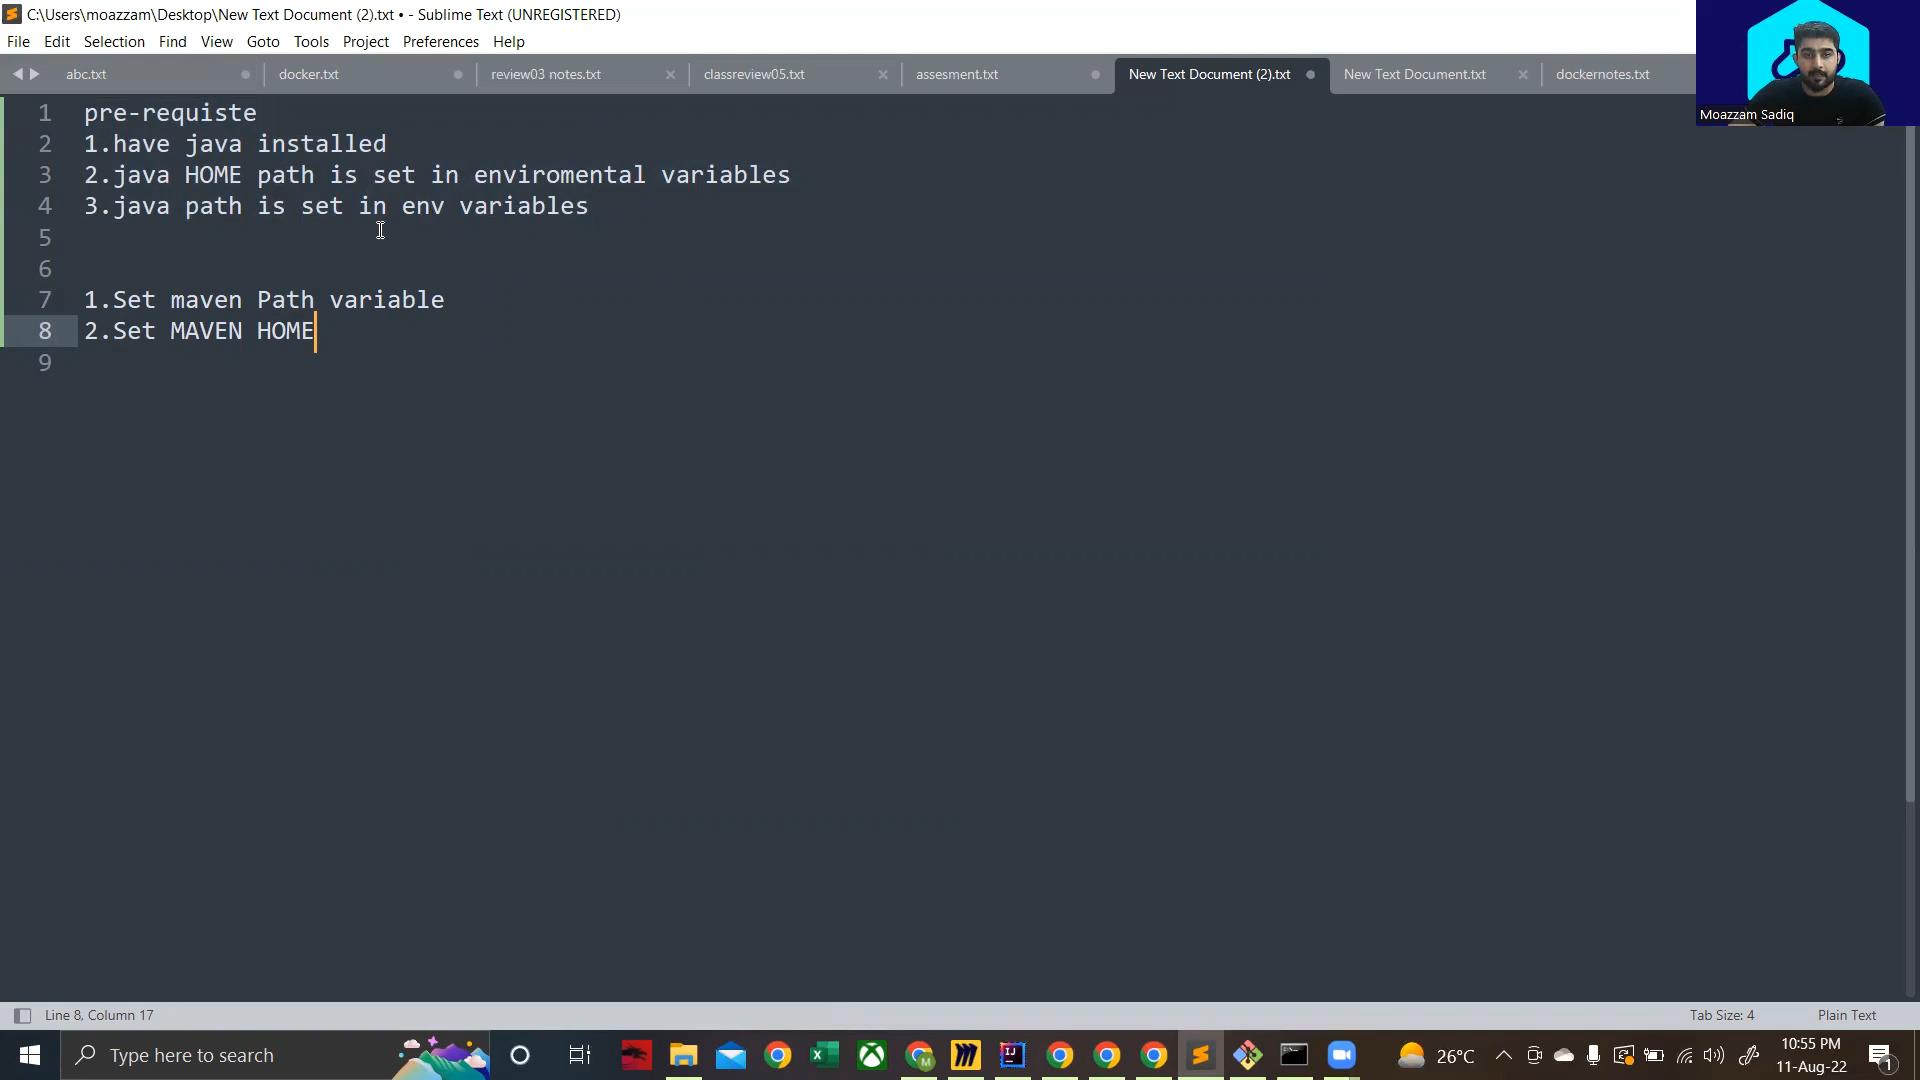 C:\Users\moazzam\Desktop\New Text Document (2).txt • - Sublime Text (UNREGISTERED)
File Edit Selection Find View Goto Tools Project Preferences Help
abc.txt docker.txt review03 notes.txt classreview05.txt assesment.txt New Text Document (2).txt New Text Document.txt dockernotes.txt
Moazzam Sadiq
1 pre-requiste
2 1.have java installed
3 2.java HOME path is set in enviromental variables
4 3.java path is set in env variables
5
6
7 1.Set maven Path variable
8 2.Set MAVEN HOME
9
Line 8, Column 17 Tab Size: 4 Plain Text
Type here to search 26°C 10:55 PM
11-Aug-22 1